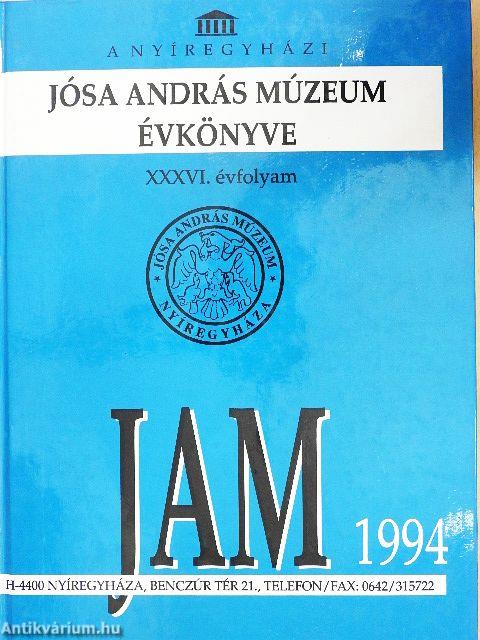 A NYÍREGYHÁZI
JÓSA ANDRÁS MÚZEUM
ÉVKÖNYVE
XXXVI. évfolyam
JÓSA ANDRÁS MÚZEUM
NYÍREGYHÁZA
JAM
1994
H-4400 NYÍREGYHÁZA, BENCZÚR TÉR 21., TELEFON/FAX: 0642/315722
Antikvárium.hu